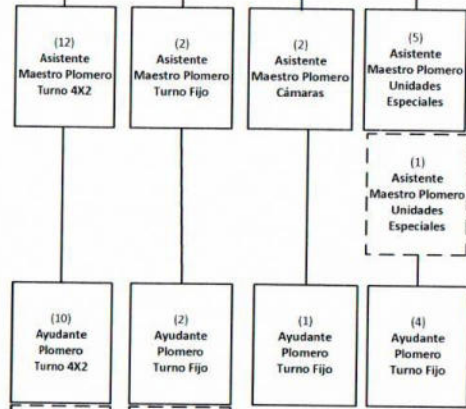 (12)
Asistente
Maestro Plomero
Turno 4X2
(2)
Asistente
Maestro Plomero
Turno Fijo
(2)
Asistente
Maestro Plomero
Cámaras
(5)
Asistente
Maestro Plomero
Unidades
Especiales
(1)
Asistente
Maestro Plomero
Unidades
Especiales
(10)
Ayudante
Plomero
Turno 4X2
(2)
Ayudante
Plomero
Turno Fijo
(1)
Ayudante
Plomero
Turno Fijo
(4)
Ayudante
Plomero
Turno Fijo